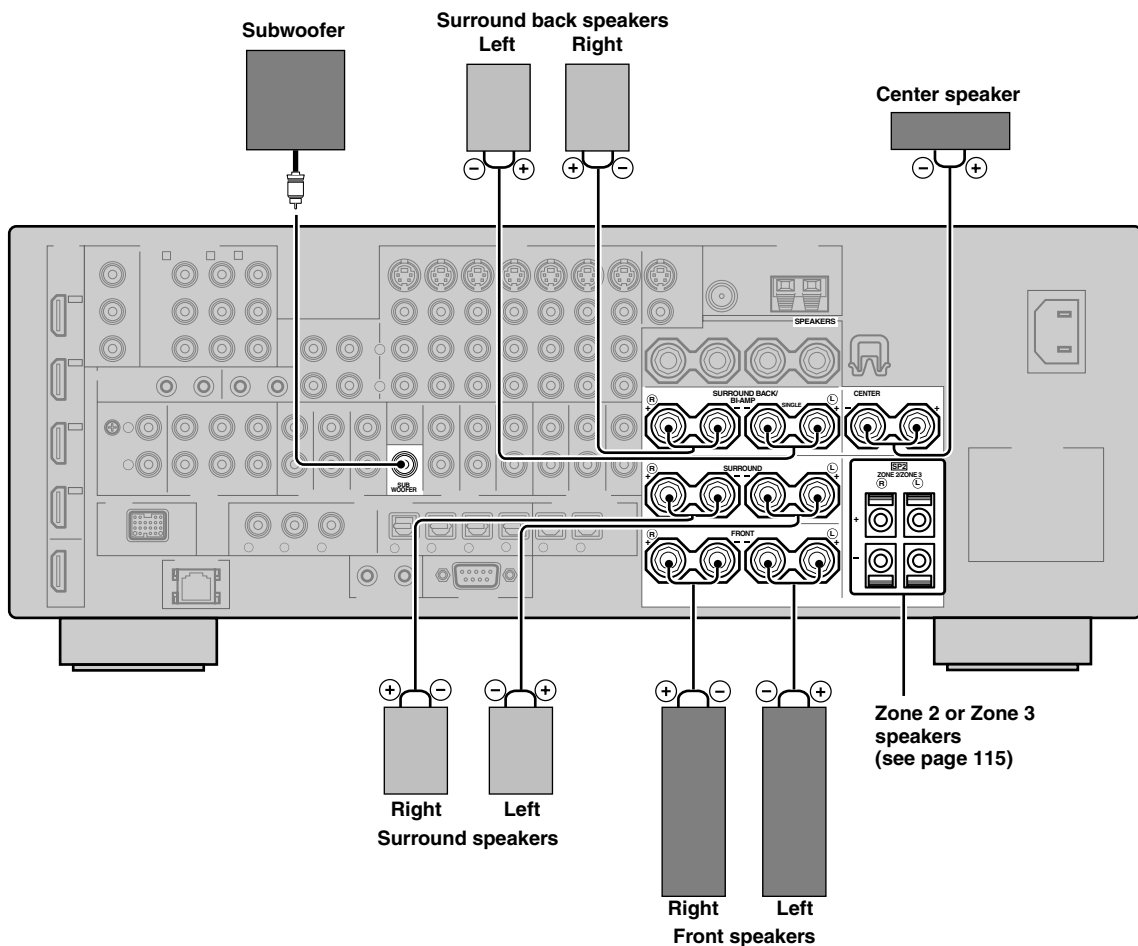 Subwoofer
Surround back speakers
Left Right
Center speaker
− + + − − +
SPEAKERS
R SURROUND BACK/ BI-AMP SINGLE L CENTER
+ − − + − +
R SURROUND L
+ − − +
SP2
ZONE 2/ZONE 3
R L
+
−
SUB
WOOFER
R FRONT L
+ − − +
+ − − + + − − +
Zone 2 or Zone 3
speakers
(see page 115)
Right Left
Surround speakers
Right Left
Front speakers